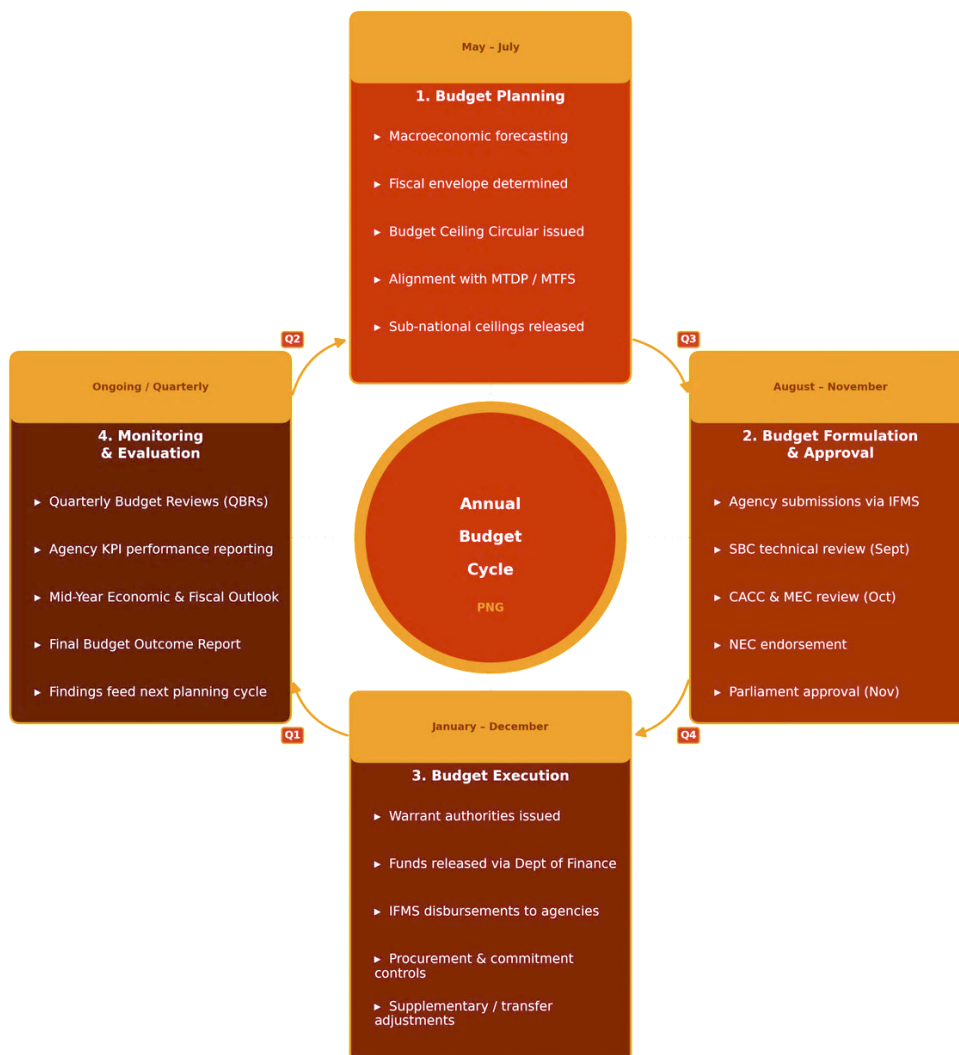 May – July
1. Budget Planning
► Macroeconomic forecasting
► Fiscal envelope determined
► Budget Ceiling Circular issued
► Alignment with MTDP / MTFS
► Sub-national ceilings released
Q2
Q3
Ongoing / Quarterly
4. Monitoring
& Evaluation
► Quarterly Budget Reviews (QBRs)
► Agency KPI performance reporting
► Mid-Year Economic & Fiscal Outlook
► Final Budget Outcome Report
► Findings feed next planning cycle
Annual
Budget
Cycle
PNG
August – November
2. Budget Formulation
& Approval
► Agency submissions via IFMS
► SBC technical review (Sept)
► CACC & MEC review (Oct)
► NEC endorsement
► Parliament approval (Nov)
Q1
Q4
January – December
3. Budget Execution
► Warrant authorities issued
► Funds released via Dept of Finance
► IFMS disbursements to agencies
► Procurement & commitment
controls
► Supplementary / transfer
adjustments